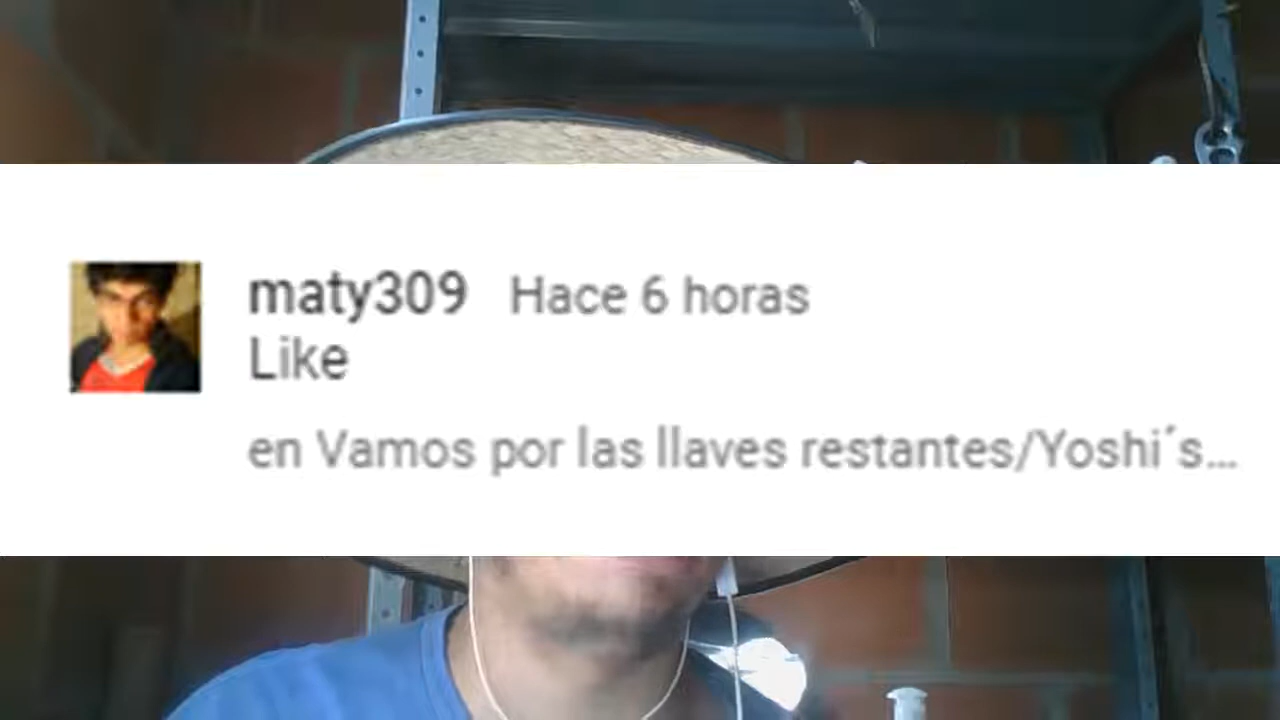 maty309 Hace 6 horas
Like
en Vamos por las llaves restantes/Yoshi´s...